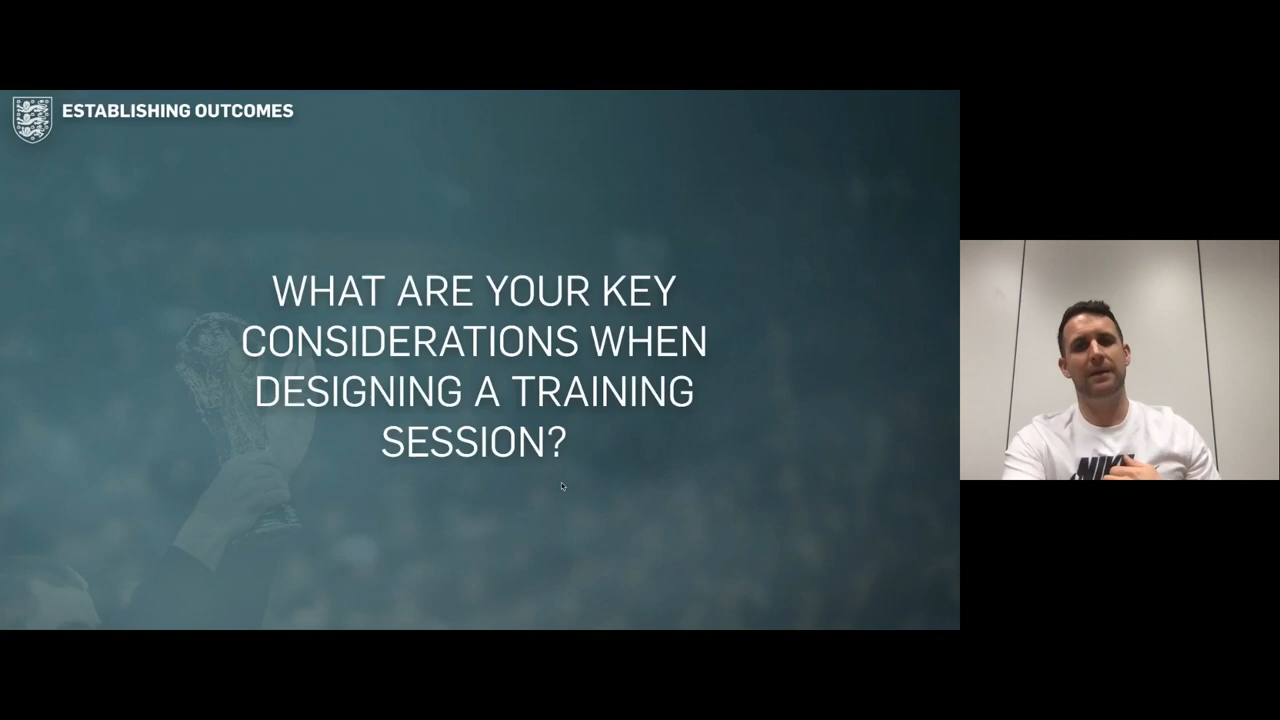 ESTABLISHING OUTCOMES
WHAT ARE YOUR KEY
CONSIDERATIONS WHEN
DESIGNING A TRAINING
SESSION?
NIKE